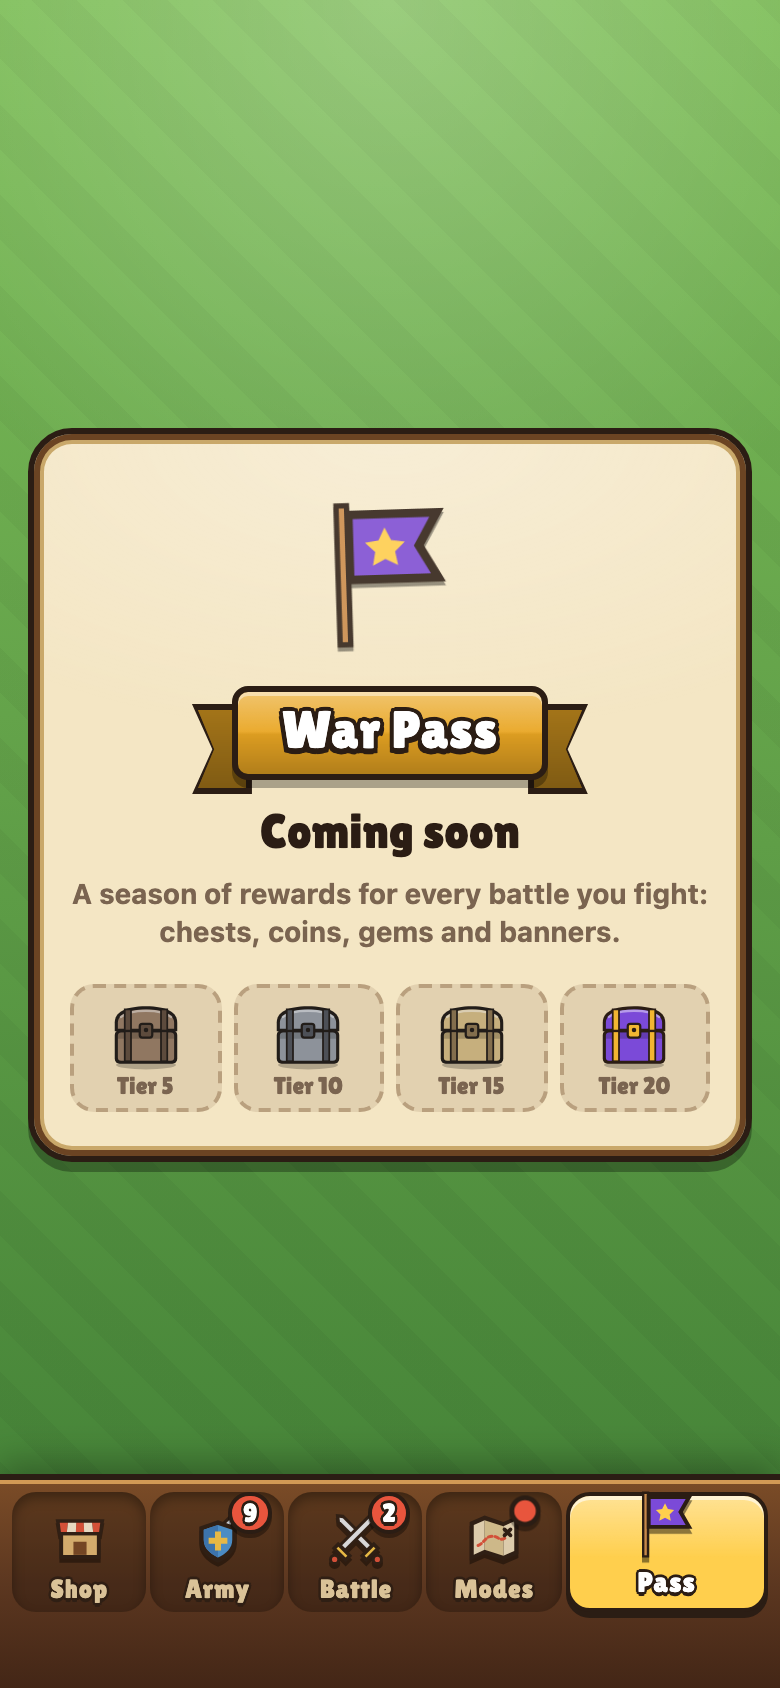 War Pass
Coming soon
A season of rewards for every battle you fight:
chests, coins, gems and banners.
Tier 5
Tier 10
Tier 15
Tier 20
9
2
Shop
Army
Battle
Modes
Pass